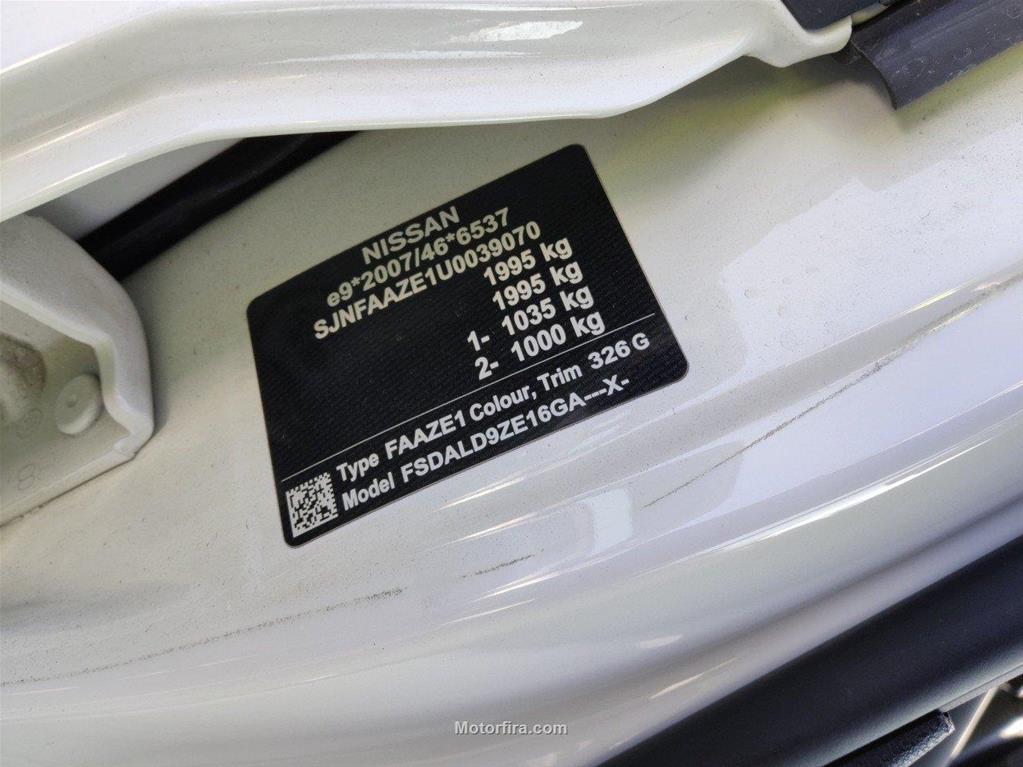 NISSAN
e9*2007/46*6537
SJNFAAZE1U0039070
1995 kg
1995 kg
1- 1035 kg
2- 1000 kg
Type FAAZE1 Colour, Trim 326 G
Model FSDALD9ZE16GA---X-
8
Motorfira.com